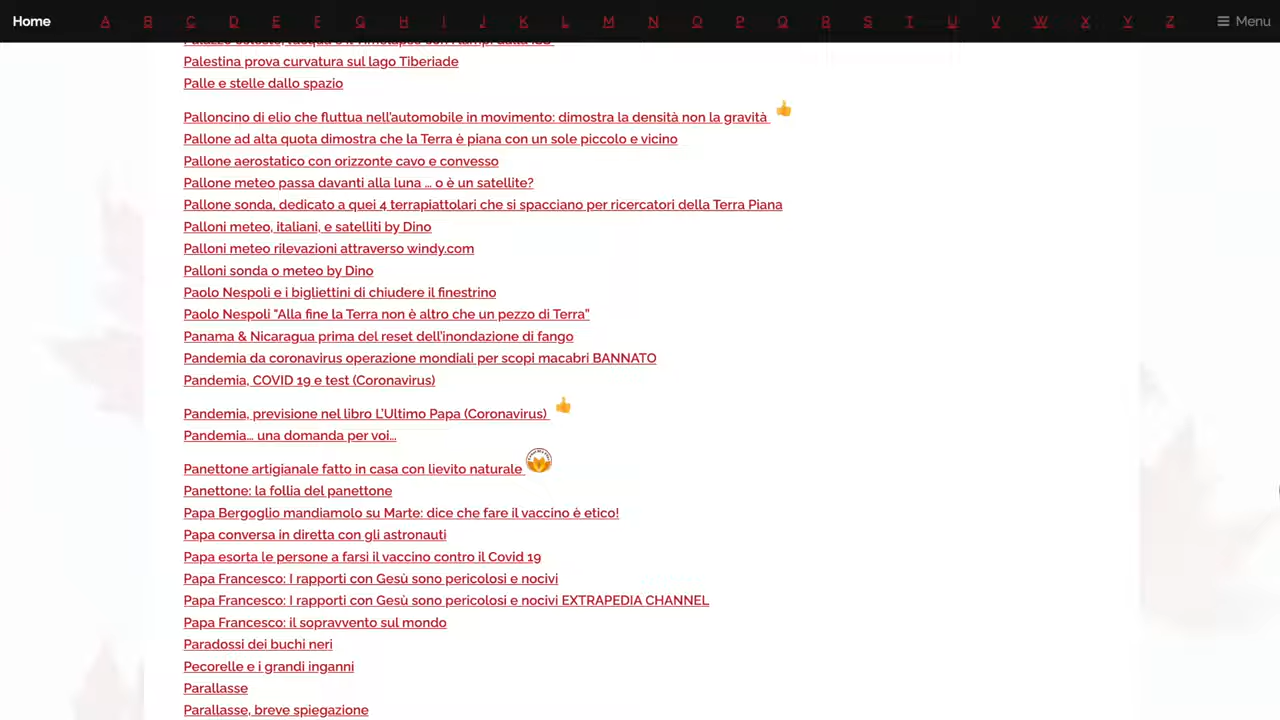 Home A B C D E F G H I J K L M N O P Q R S T U V W X Y Z Menu
Palestina prova curvatura sul lago Tiberiade
Palle e stelle dallo spazio
Palloncino di elio che fluttua nell'automobile in movimento: dimostra la densità non la gravità
Pallone ad alta quota dimostra che la Terra è piana con un sole piccolo e vicino
Pallone aerostatico con orizzonte cavo e convesso
Pallone meteo passa davanti alla luna … o è un satellite?
Pallone sonda, dedicato a quei 4 terrapiattolari che si spacciano per ricercatori della Terra Piana
Palloni meteo, italiani, e satelliti by Dino
Palloni meteo rilevazioni attraverso windy.com
Palloni sonda o meteo by Dino
Paolo Nespoli e i bigliettini di chiudere il finestrino
Paolo Nespoli "Alla fine la Terra non è altro che un pezzo di Terra"
Panama & Nicaragua prima del reset dell'inondazione di fango
Pandemia da coronavirus operazione mondiali per scopi macabri BANNATO
Pandemia, COVID 19 e test (Coronavirus)
Pandemia, previsione nel libro L'Ultimo Papa (Coronavirus)
Pandemia… una domanda per voi…
Panettone artigianale fatto in casa con lievito naturale
Panettone: la follia del panettone
Papa Bergoglio mandiamolo su Marte: dice che fare il vaccino è etico!
Papa conversa in diretta con gli astronauti
Papa esorta le persone a farsi il vaccino contro il Covid 19
Papa Francesco: I rapporti con Gesù sono pericolosi e nocivi
Papa Francesco: I rapporti con Gesù sono pericolosi e nocivi EXTRAPEDIA CHANNEL
Papa Francesco: il sopravvento sul mondo
Paradossi dei buchi neri
Pecorelle e i grandi inganni
Parallasse
Parallasse, breve spiegazione